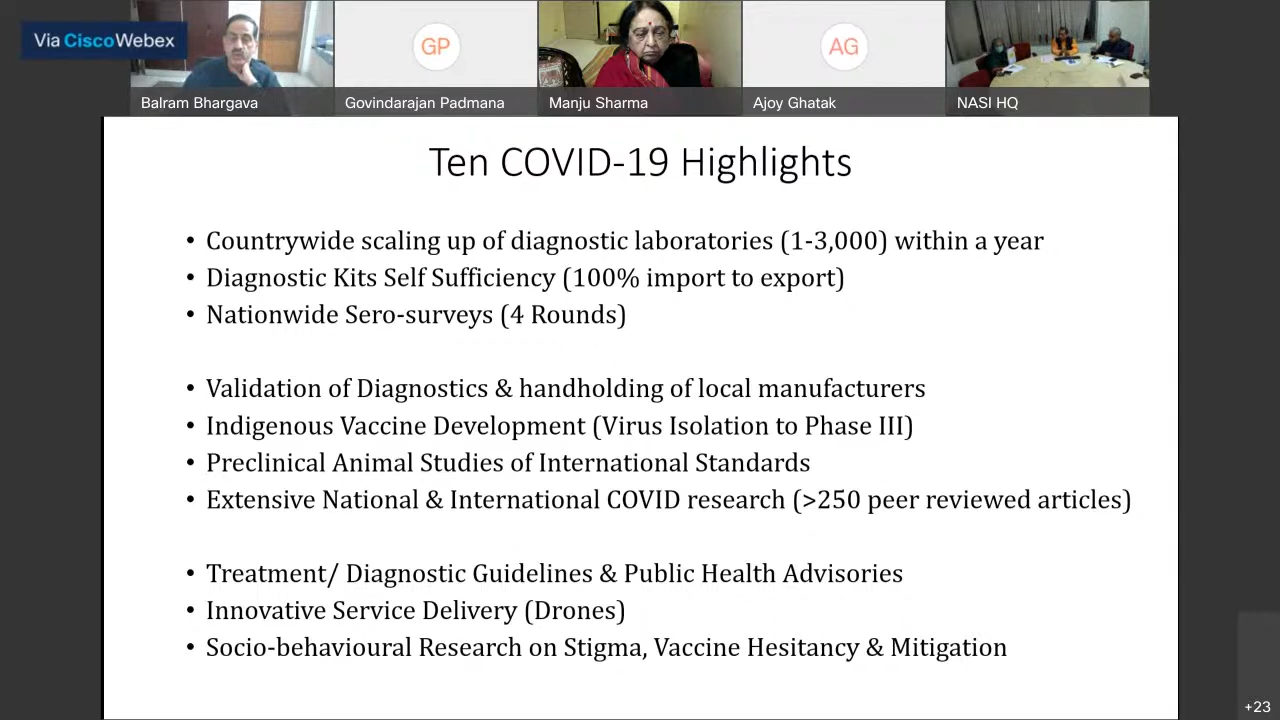 Via Cisco Webex
GP
AG
Balram Bhargava
Govindarajan Padmana
Manju Sharma
Ajoy Ghatak
NASI HQ
Ten COVID-19 Highlights
• Countrywide scaling up of diagnostic laboratories (1-3,000) within a year
• Diagnostic Kits Self Sufficiency (100% import to export)
• Nationwide Sero-surveys (4 Rounds)
• Validation of Diagnostics & handholding of local manufacturers
• Indigenous Vaccine Development (Virus Isolation to Phase III)
• Preclinical Animal Studies of International Standards
• Extensive National & International COVID research (>250 peer reviewed articles)
• Treatment/ Diagnostic Guidelines & Public Health Advisories
• Innovative Service Delivery (Drones)
• Socio-behavioural Research on Stigma, Vaccine Hesitancy & Mitigation
+23